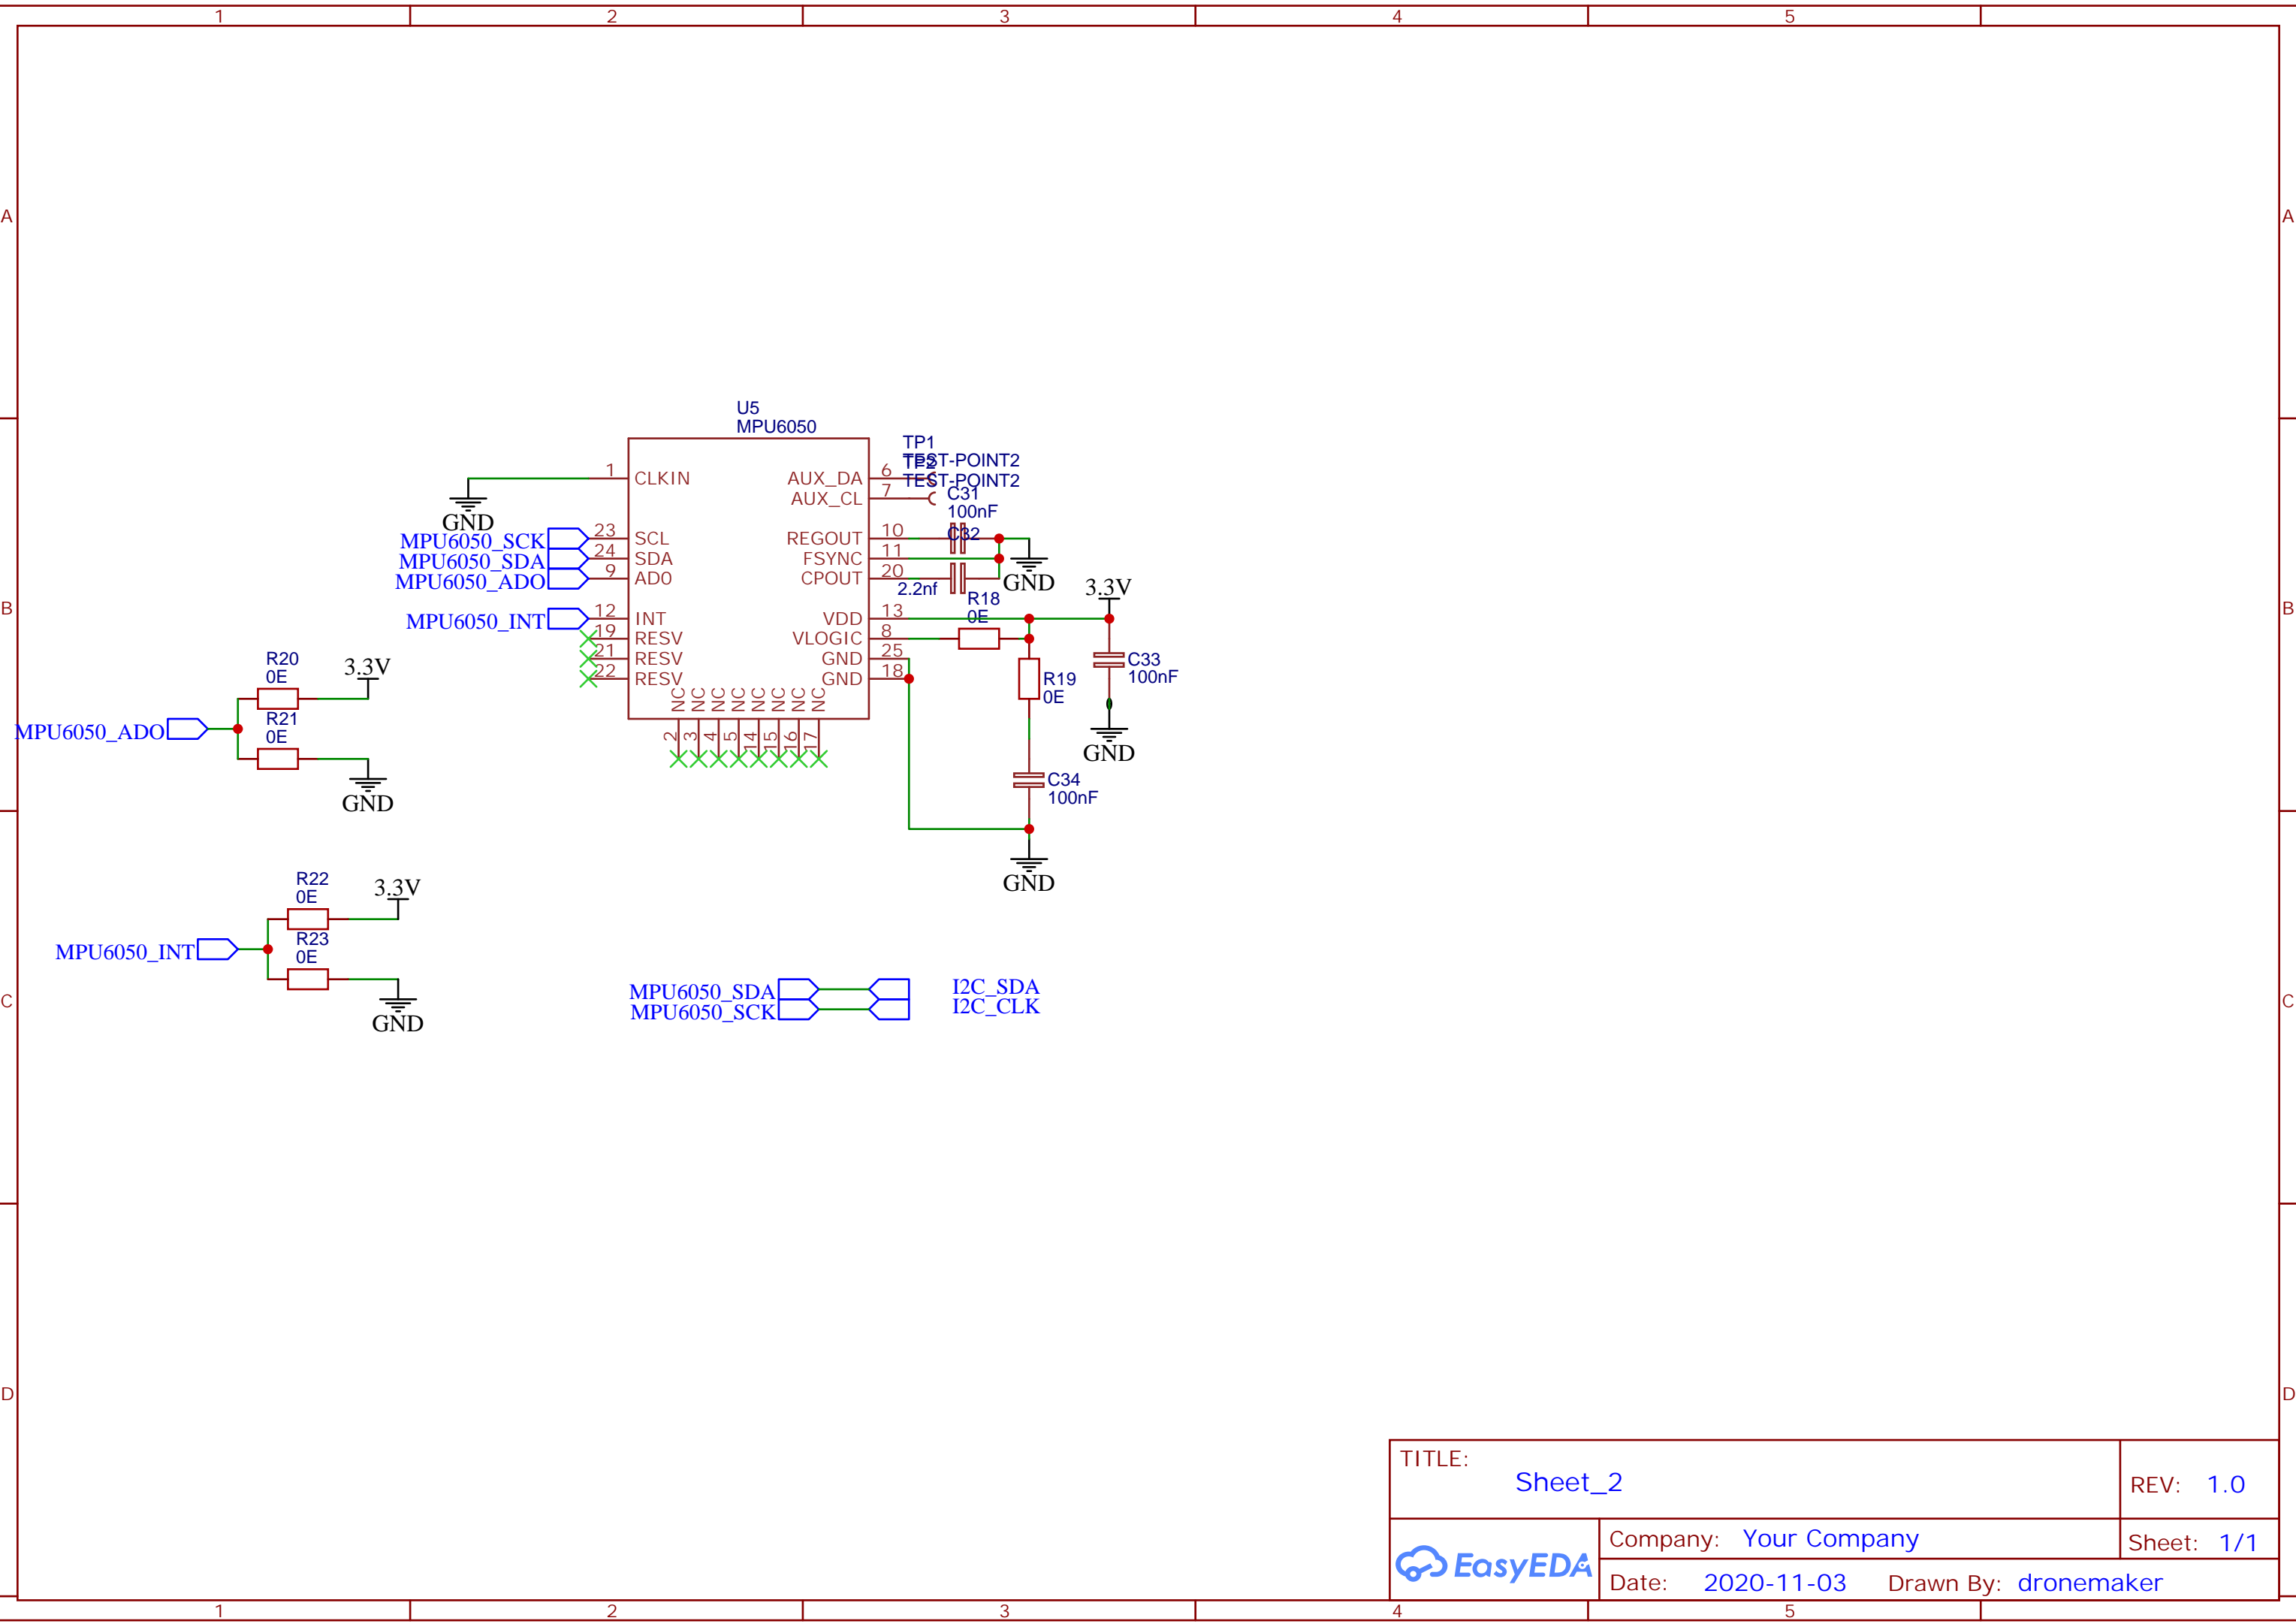 1 2 3 4 5
A A
U5
MPU6050
TP1
TEST-POINT2
TP2
TEST-POINT2
1 CLKIN
AUX_DA 6
AUX_CL 7
C31
100nF
GND
MPU6050_SCK 23 SCL
REGOUT 10
C32
MPU6050_SDA 24 SDA
FSYNC 11
MPU6050_ADO 9 AD0
CPOUT 20
GND
2.2nf
3.3V
R18
0E
B B
MPU6050_INT 12 INT
VDD 13
19 RESV
VLOGIC 8
21 RESV
GND 25
22 RESV
GND 18
C33
100nF
R19
0E
NC NC NC NC NC NC NC NC
2 3 4 5 14 15 16 17
GND
C34
100nF
GND
R20
0E
3.3V
R21
0E
MPU6050_ADO
GND
R22
0E
3.3V
R23
0E
MPU6050_INT
GND
MPU6050_SDA I2C_SDA
MPU6050_SCK I2C_CLK
C C
D D
TITLE:
Sheet_2
REV: 1.0
EasyEDA
Company: Your Company
Sheet: 1/1
Date: 2020-11-03 Drawn By: dronemaker
1 2 3 4 5